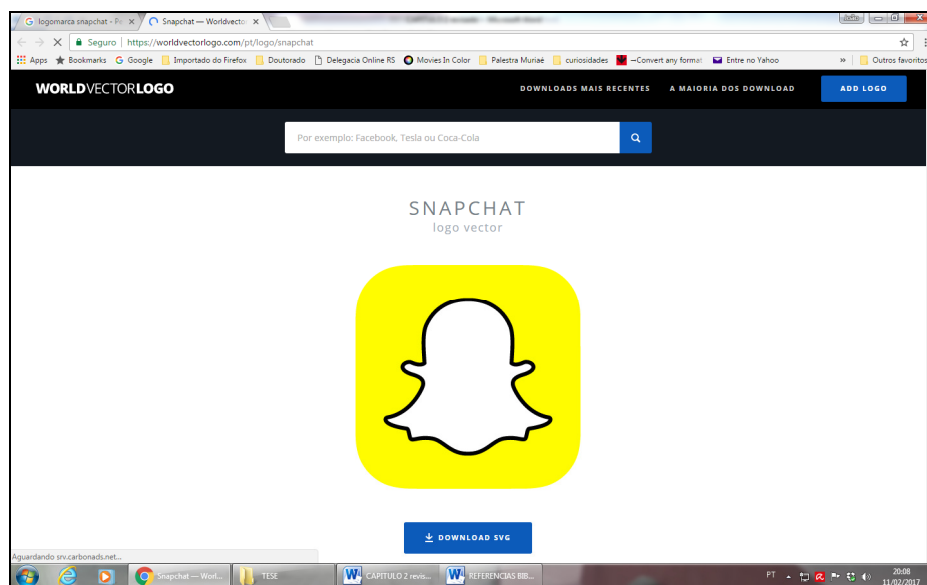 logomarca snapchat - Pe
Snapchat — Worldvecto
Seguro | https://worldvectorlogo.com/pt/logo/snapchat
Apps Bookmarks Google Importado do Firefox Doutorado Delegacia Online RS Movies In Color Palestra Muriaé curiosidades —Convert any format Entre no Yahoo » Outros favoritos
WORLDVECTORLOGO DOWNLOADS MAIS RECENTES A MAIORIA DOS DOWNLOAD ADD LOGO
Por exemplo: Facebook, Tesla ou Coca-Cola
SNAPCHAT
logo vector
DOWNLOAD SVG
Aguardando srv.carbonads.net...
Snapchat — Worl... TESE CAPITULO 2 revis... REFERENCIAS BIB... PT 20:08
11/02/2017